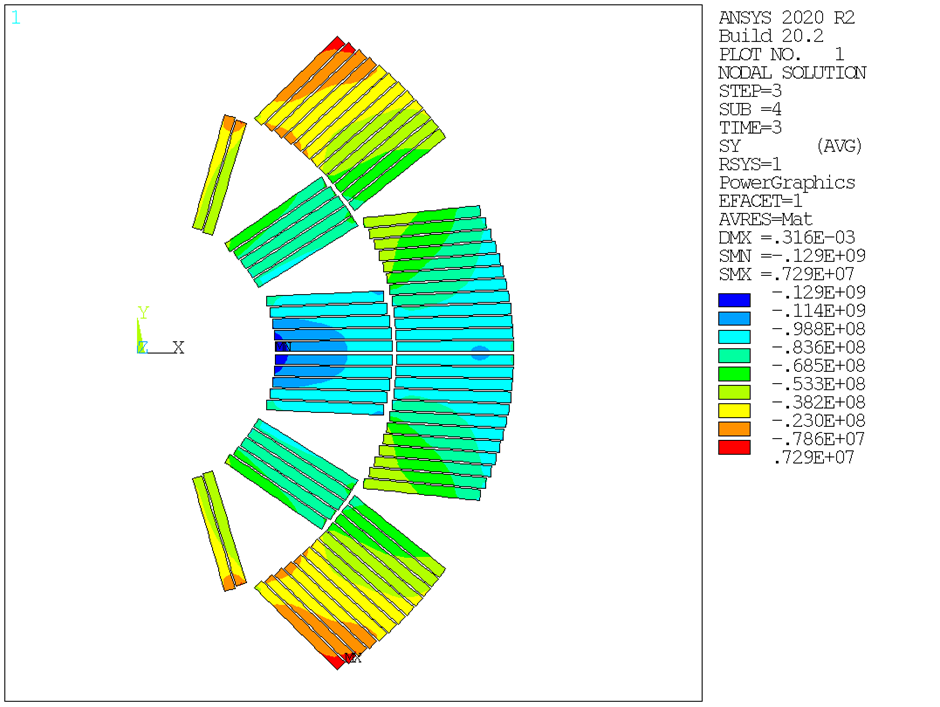 1
ANSYS 2020 R2
Build 20.2
PLOT NO. 1
NODAL SOLUTION
STEP=3
SUB =4
TIME=3
SY (AVG)
RSYS=1
PowerGraphics
EFACET=1
AVRES=Mat
DMX =.316E-03
SMN =-.129E+09
SMX =.729E+07
-.129E+09
-.114E+09
-.988E+08
-.836E+08
-.685E+08
-.533E+08
-.382E+08
-.230E+08
-.786E+07
.729E+07
Y
Z X
MX